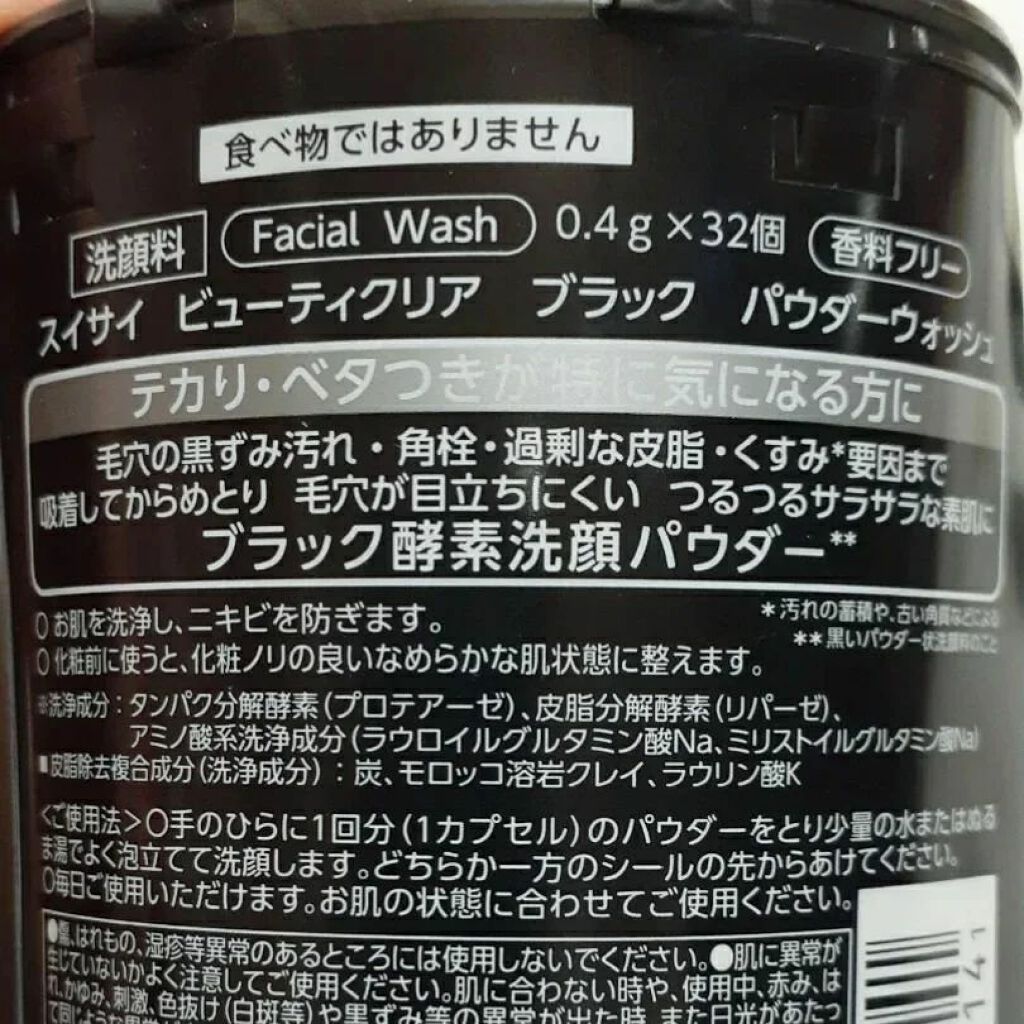 食べ物ではありません
洗顔料 Facial Wash 0.4g×32個 香料フリー
スイサイ ビューティクリア ブラック パウダーウォッシュ
テカリ・ベタつきが特に気になる方に
毛穴の黒ずみ汚れ・角栓・過剰な皮脂・くすみ*要因まで
吸着してからめとり 毛穴が目立ちにくい つるつるサラサラな素肌に
ブラック酵素洗顔パウダー**
○お肌を洗浄し、ニキビを防ぎます。
*汚れの蓄積や、古い角質などによる
○化粧前に使うと、化粧ノリの良いなめらかな肌状態に整えます。
**黒いパウダー状洗顔料のこと
※洗浄成分:タンパク分解酵素(プロテアーゼ)、皮脂分解酵素(リパーゼ)、
アミノ酸系洗浄成分(ラウロイルグルタミン酸Na、ミリストイルグルタミン酸Na)
■皮脂除去複合成分(洗浄成分):炭、モロッコ溶岩クレイ、ラウリン酸K
<ご使用法>○手のひらに1回分(1カプセル)のパウダーをとり少量の水またはぬる
ま湯でよく泡立てて洗顔します。どちらか一方のシールの先からあけてください。
○毎日ご使用いただけます。お肌の状態に合わせてご使用ください。
●傷、はれもの、湿疹等異常のあるところには使用しないでください。●肌に異常が
生じていないかよく注意してご使用ください。肌に合わない時や、使用中、赤み、は
れ、かゆみ、刺激、色抜け(白斑等)や黒ずみ等の異常が出た時、また日光があたっ